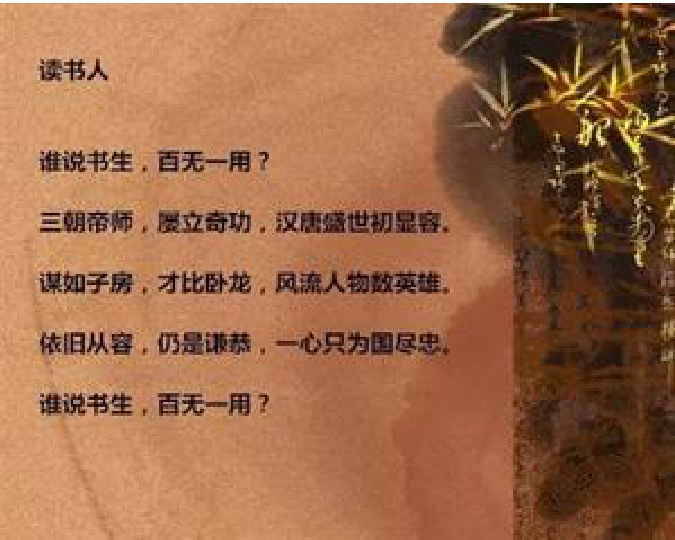 读书人
谁说书生，百无一用？
三朝帝师，屡立奇功，汉唐盛世初显容。
谋如子房，才比卧龙，风流人物数英雄。
依旧从容，仍是谦恭，一心只为国尽忠。
谁说书生，百无一用？